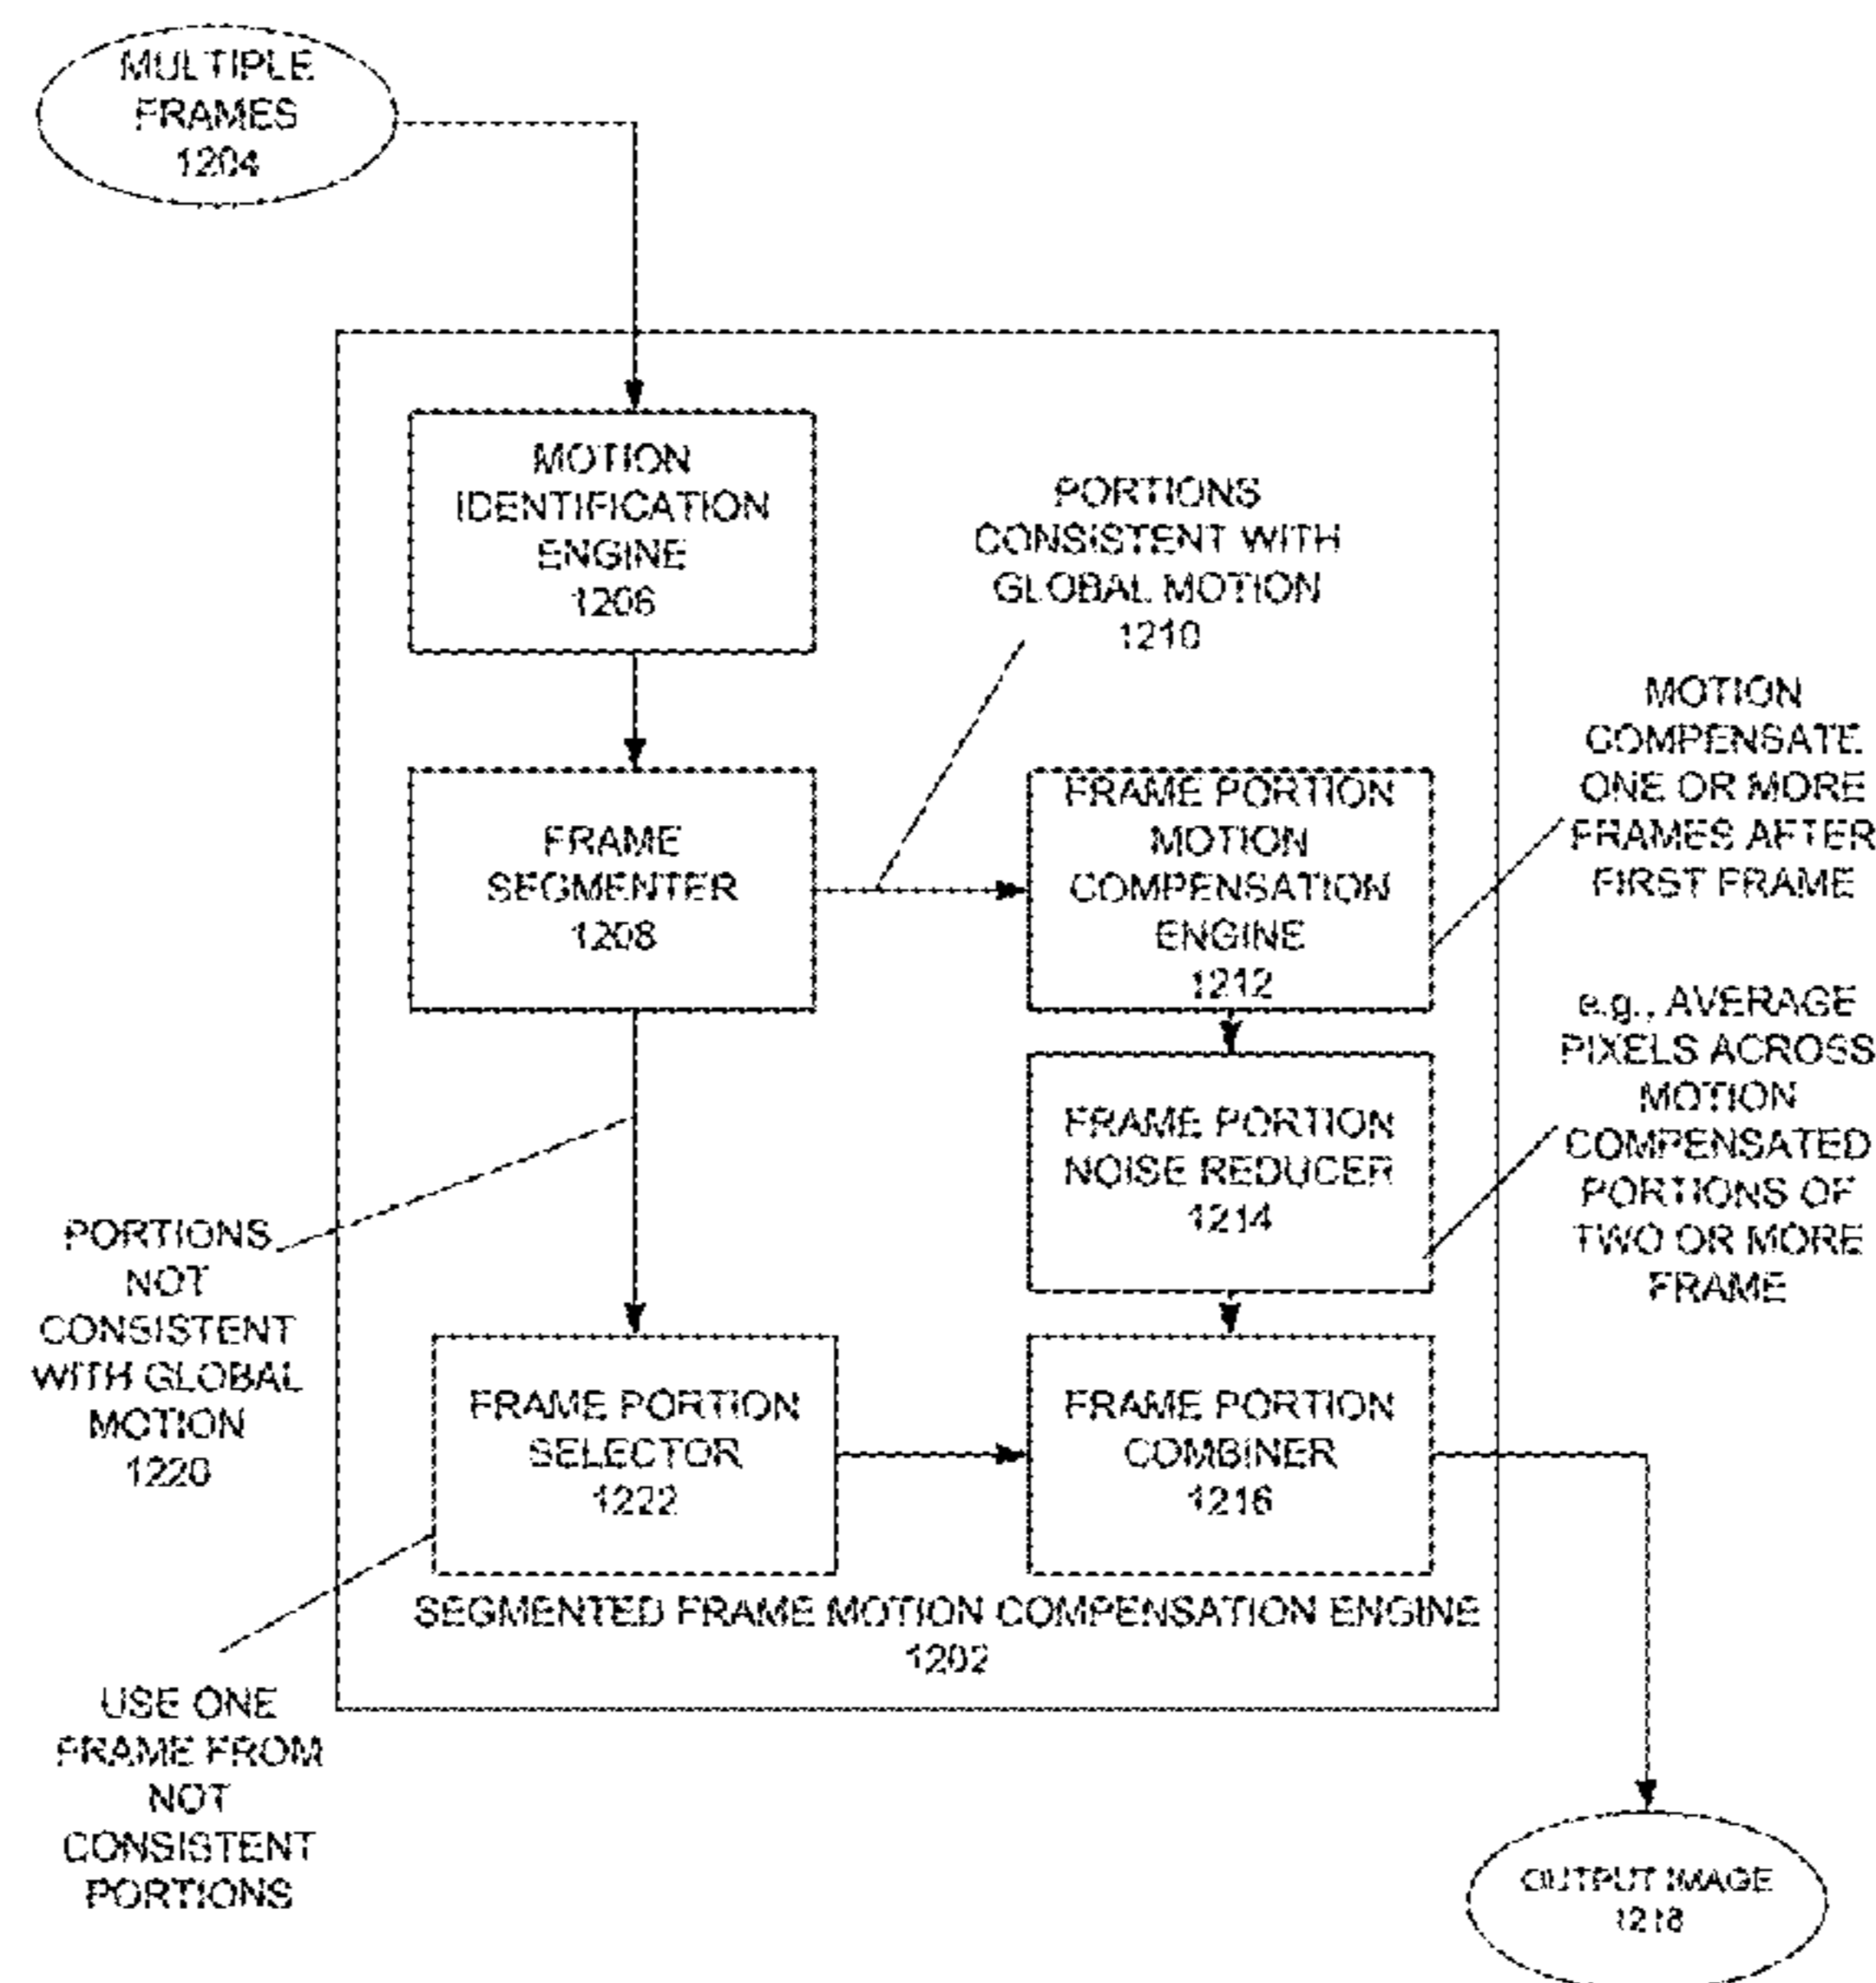 MULTIPLE
FRAMES
1204
MOTION
IDENTIFICATION
ENGINE
1206
PORTIONS
CONSISTENT WITH
GLOBAL MOTION
1210
FRAME
SEGMENTER
1208
FRAME PORTION
MOTION
COMPENSATION
ENGINE
1212
MOTION
COMPENSATE
ONE OR MORE
FRAMES AFTER
FIRST FRAME
FRAME PORTION
NOISE REDUCER
1214
e.g., AVERAGE
PIXELS ACROSS
MOTION
COMPENSATED
PORTIONS OF
TWO OR MORE
FRAME
PORTIONS
NOT
CONSISTENT
WITH GLOBAL
MOTION
1220
FRAME PORTION
SELECTOR
1222
FRAME PORTION
COMBINER
1216
SEGMENTED FRAME MOTION COMPENSATION ENGINE
1202
USE ONE
FRAME FROM
NOT
CONSISTENT
PORTIONS
OUTPUT IMAGE
1218